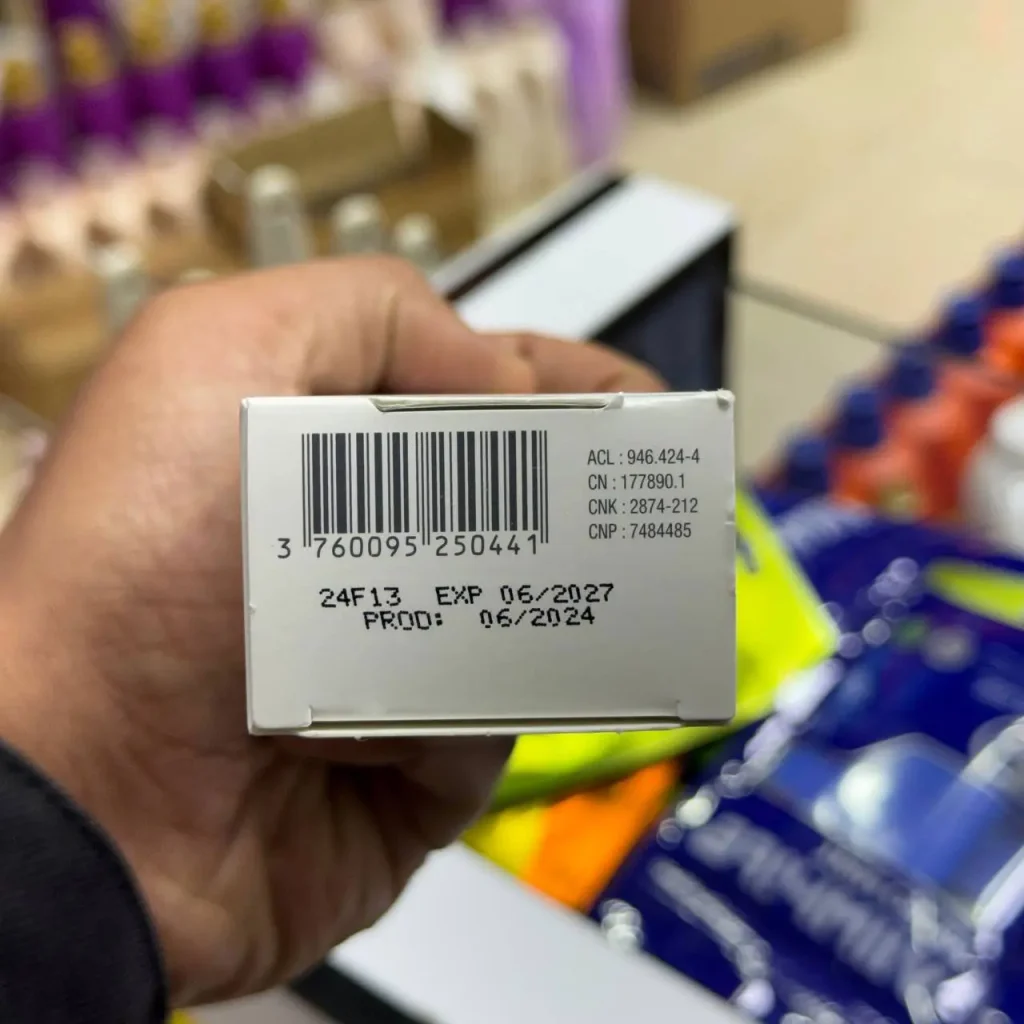 ACL : 946.424-4
CN : 177890.1
CNK : 2874-212
CNP : 7484485
3 760095 250441
24F13 EXP 06/2027
PROD: 06/2024